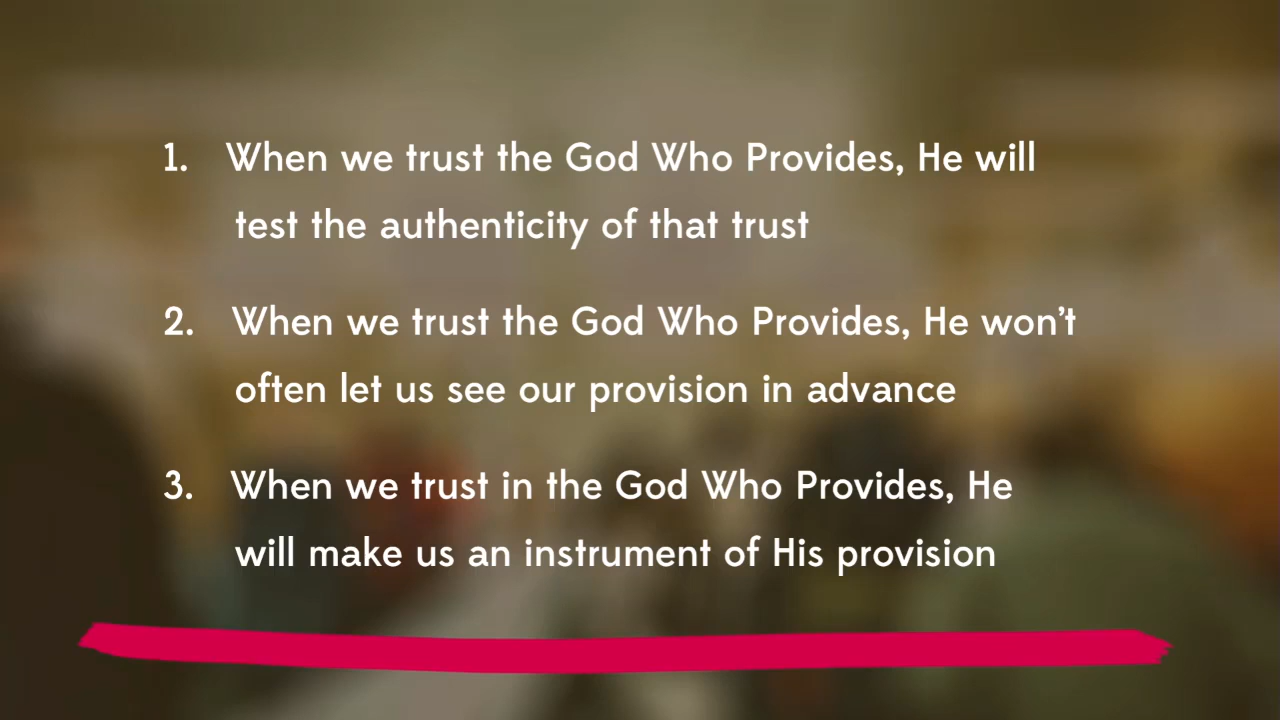 1. When we trust the God Who Provides, He will
test the authenticity of that trust
2. When we trust the God Who Provides, He won’t
often let us see our provision in advance
3. When we trust in the God Who Provides, He
will make us an instrument of His provision